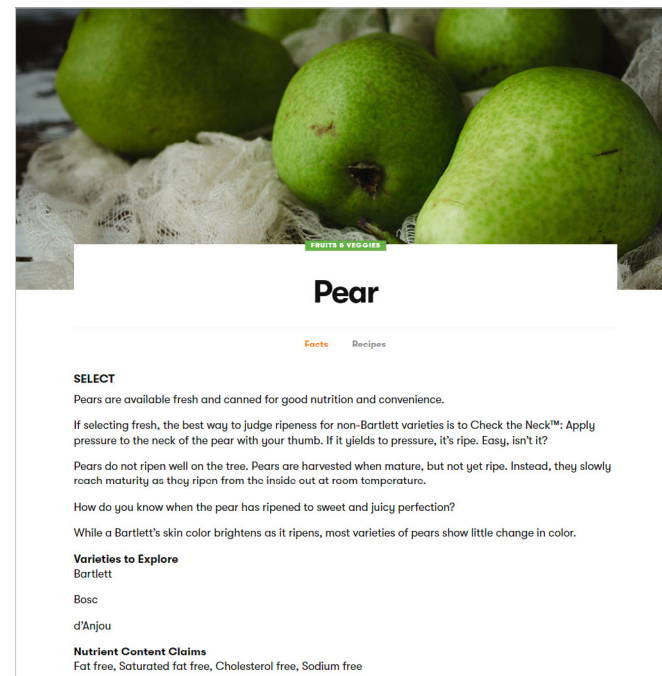 FRUITS & VEGGIES
Pear
Facts Recipes
SELECT
Pears are available fresh and canned for good nutrition and convenience.
If selecting fresh, the best way to judge ripeness for non-Bartlett varieties is to Check the Neck™: Apply
pressure to the neck of the pear with your thumb. If it yields to pressure, it’s ripe. Easy, isn’t it?
Pears do not ripen well on the tree. Pears are harvested when mature, but not yet ripe. Instead, they slowly
reach maturity as they ripen from the inside out at room temperature.
How do you know when the pear has ripened to sweet and juicy perfection?
While a Bartlett’s skin color brightens as it ripens, most varieties of pears show little change in color.
Varieties to Explore
Bartlett
Bosc
d’Anjou
Nutrient Content Claims
Fat free, Saturated fat free, Cholesterol free, Sodium free